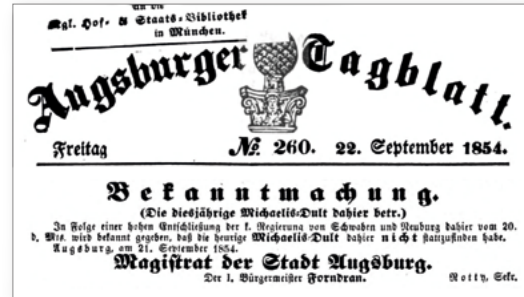 An die
Kgl. Hof- & Staats-Bibliothek
in München.
Augsburger Tagblatt.
Freitag № 260. 22. September 1854.
Bekanntmachung.
(Die diesjährige Michaelis-Dult dahier betr.)
In Folge einer hohen Entschließung der k. Regierung von Schwaben und Neuburg dahier vom 20.
d. Mts. wird bekannt gegeben, daß die heurige Michaelis-Dult dahier nicht stattzufinden habe.
Augsburg, am 21. September 1854.
Magistrat der Stadt Augsburg.
Der I. Bürgermeister Forndran.
Rotty, Sekr.